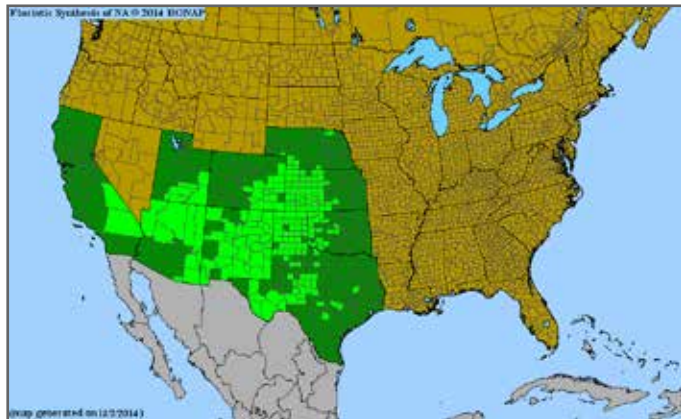 Floristic Synthesis of NA © 2014 BONAP
(map generated on 12/2/2014)